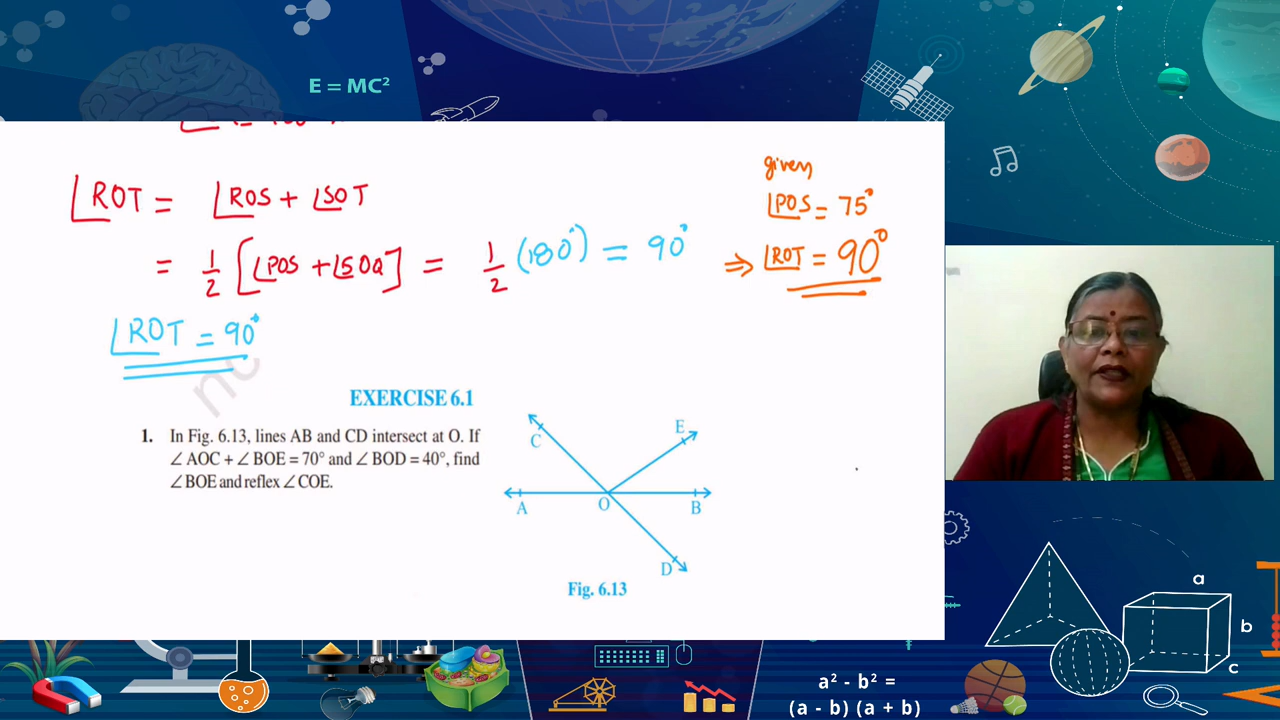 E = MC²
given
∠ROT = ∠ROS + ∠SOT
∠POS = 75°
= 1/2 [∠POS + ∠SOQ] = 1/2 (180°) = 90°
⇒ ∠ROT = 90°
∠ROT = 90°
EXERCISE 6.1
1. In Fig. 6.13, lines AB and CD intersect at O. If
∠ AOC + ∠ BOE = 70° and ∠ BOD = 40°, find
∠ BOE and reflex ∠ COE.
C
E
A
O
B
D
Fig. 6.13
a
b
c
a² - b² =
(a - b) (a + b)